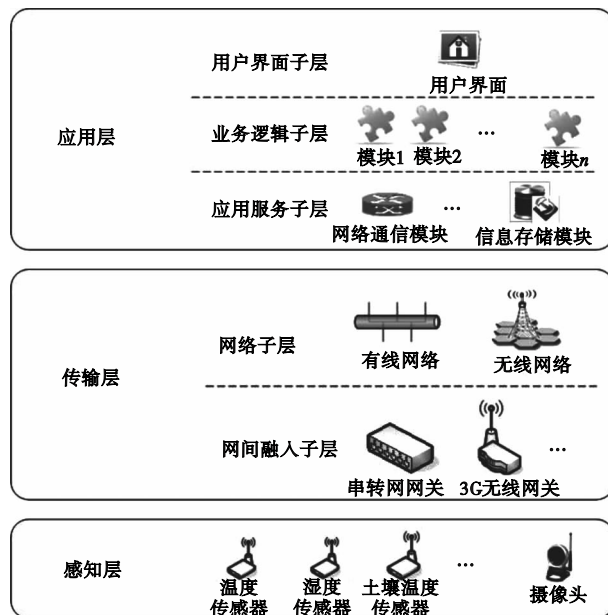 用户界面子层
用户界面
应用层
业务逻辑子层
模块1 模块2 … 模块n
应用服务子层
…
网络通信模块 信息存储模块
网络子层
有线网络 无线网络
传输层
网间融入子层
…
串转网网关 3G无线网关
感知层
…
温度 湿度 土壤温度
传感器 传感器 传感器 摄像头